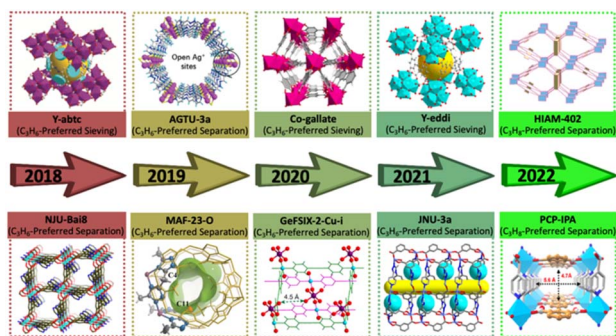 Open Ag⁺
sites
Y-abtc
(C₃H₆-Preferred Sieving)
AGTU-3a
(C₃H₆-Preferred Separation)
Co-gallate
(C₃H₆-Preferred Sieving)
Y-eddi
(C₃H₆-Preferred Sieving)
HIAM-402
(C₃H₈-Preferred Separation)
2018
2019
2020
2021
2022
NJU-Bai8
(C₃H₆-Preferred Separation)
MAF-23-O
(C₃H₆-Preferred Separation)
GeFSIX-2-Cu-i
(C₃H₆-Preferred Separation)
JNU-3a
(C₃H₆-Preferred Separation)
PCP-IPA
(C₃H₈-Preferred Separation)
C4
C11
4.5 Å
4.7Å